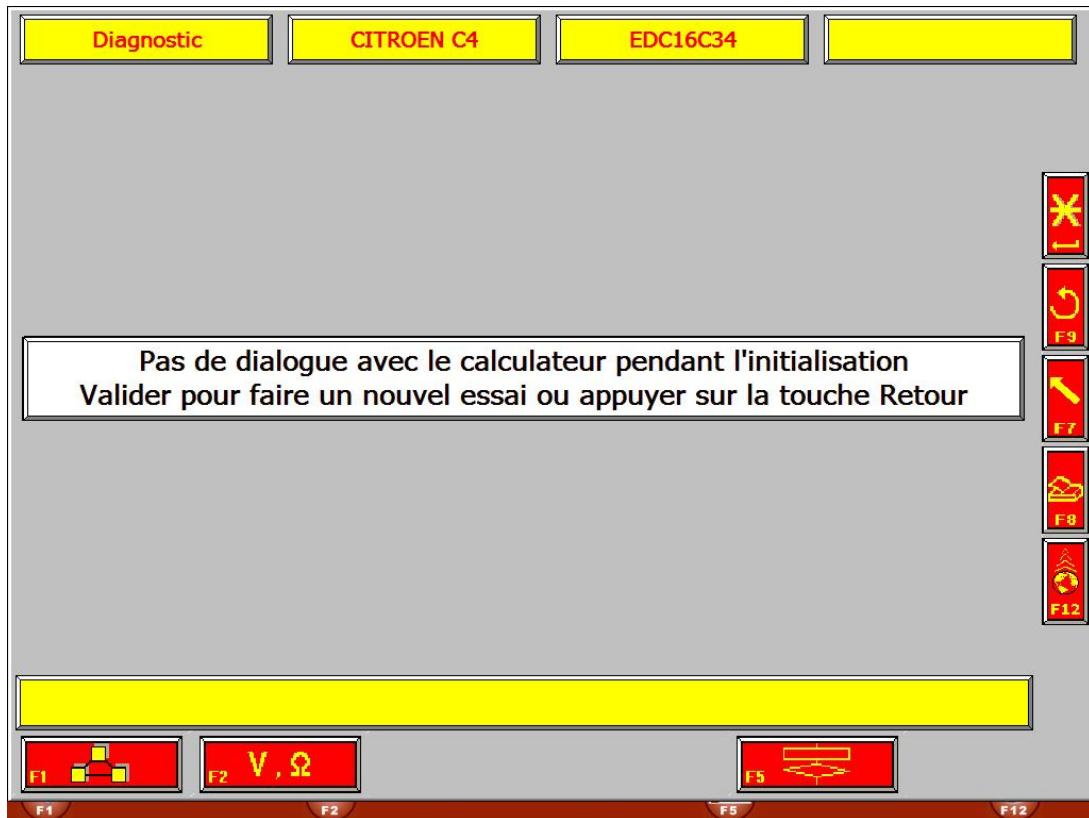 Diagnostic
CITROEN C4
EDC16C34
F9
Pas de dialogue avec le calculateur pendant l'initialisation
Valider pour faire un nouvel essai ou appuyer sur la touche Retour
F7
F8
F12
F1
F2 V , Ω
F5
F1 F2 F5 F12